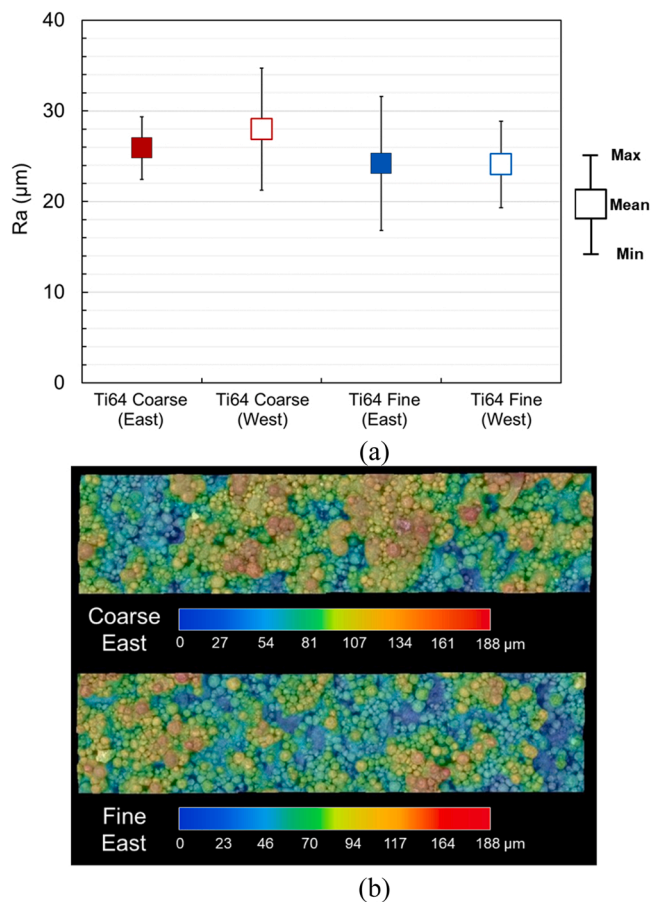 40
30
20
10
0
Ra (µm)
Ti64 Coarse
(East)
Ti64 Coarse
(West)
Ti64 Fine
(East)
Ti64 Fine
(West)
Max
Mean
Min
(a)
Coarse
East
0 27 54 81 107 134 161 188 µm
Fine
East
0 23 46 70 94 117 164 188 µm
(b)